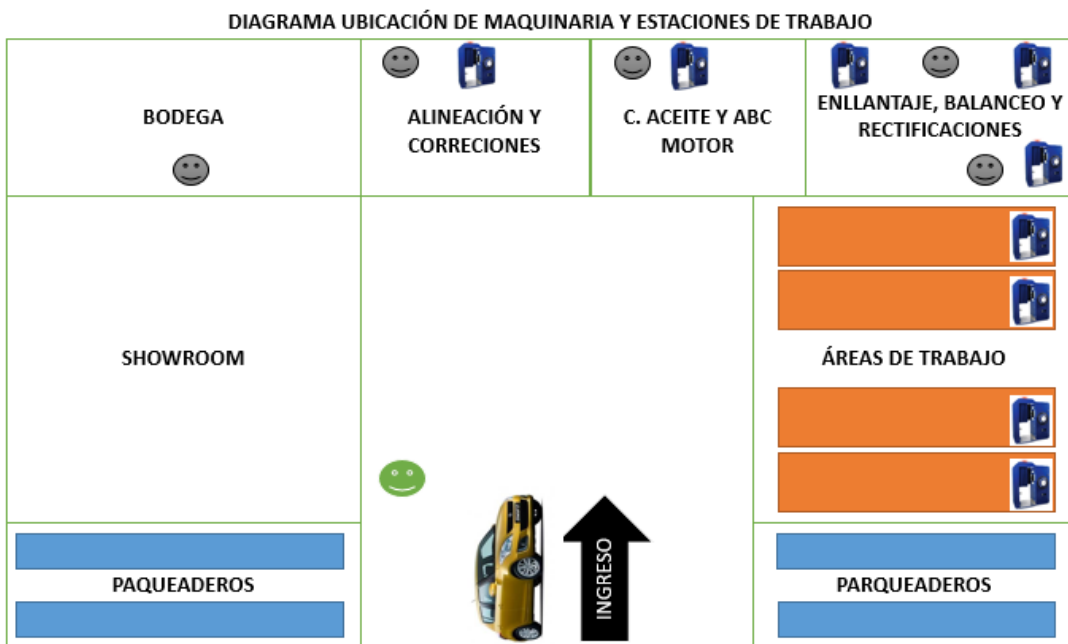 DIAGRAMA UBICACIÓN DE MAQUINARIA Y ESTACIONES DE TRABAJO
BODEGA
ALINEACIÓN Y
CORRECIONES
C. ACEITE Y ABC
MOTOR
ENLLANTAJE, BALANCEO Y
RECTIFICACIONES
SHOWROOM
ÁREAS DE TRABAJO
INGRESO
PAQUEADEROS
PARQUEADEROS